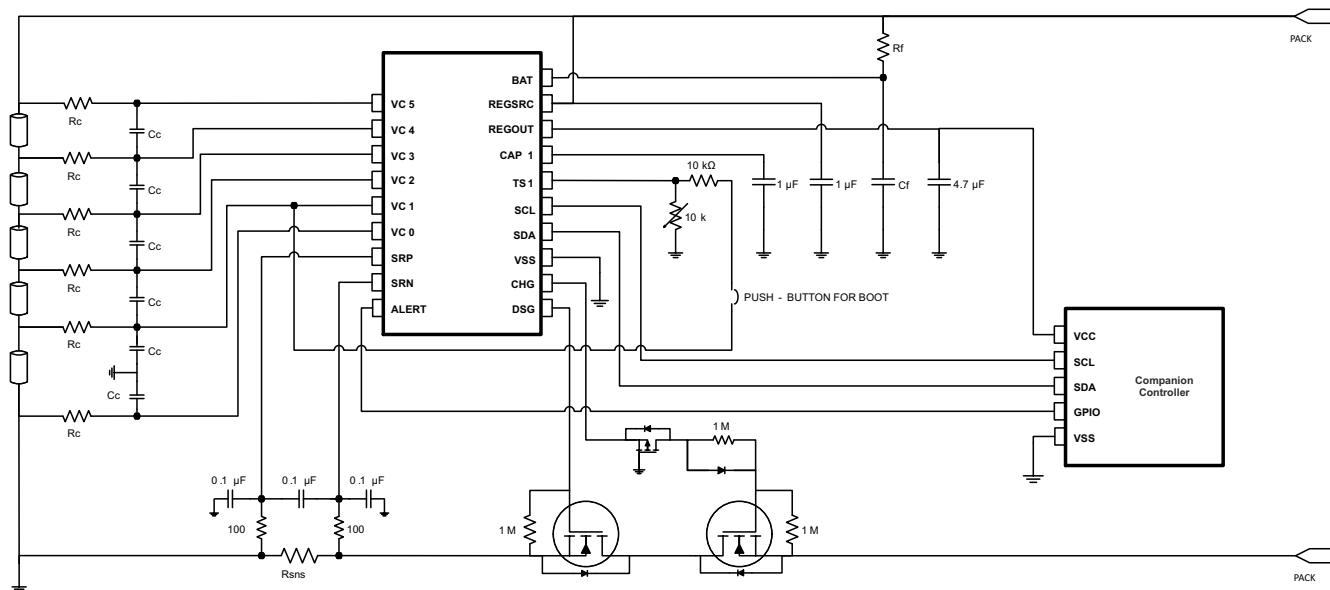 PACK
Rf
BAT
REGSRC
REGOUT
CAP 1
TS1
SCL
SDA
VSS
CHG
DSG
VC 5
VC 4
VC 3
VC 2
VC 1
VC 0
SRP
SRN
ALERT
Rc
Cc
Rc
Cc
Rc
Cc
Rc
Cc
Rc
Cc
Cc
Rc
10 kΩ
10 k
1 µF
1 µF
Cf
4.7 µF
PUSH - BUTTON FOR BOOT
VCC
SCL
SDA
GPIO
VSS
Companion
Controller
1 M
0.1 µF
0.1 µF
0.1 µF
100
100
Rsns
1 M
1 M
PACK